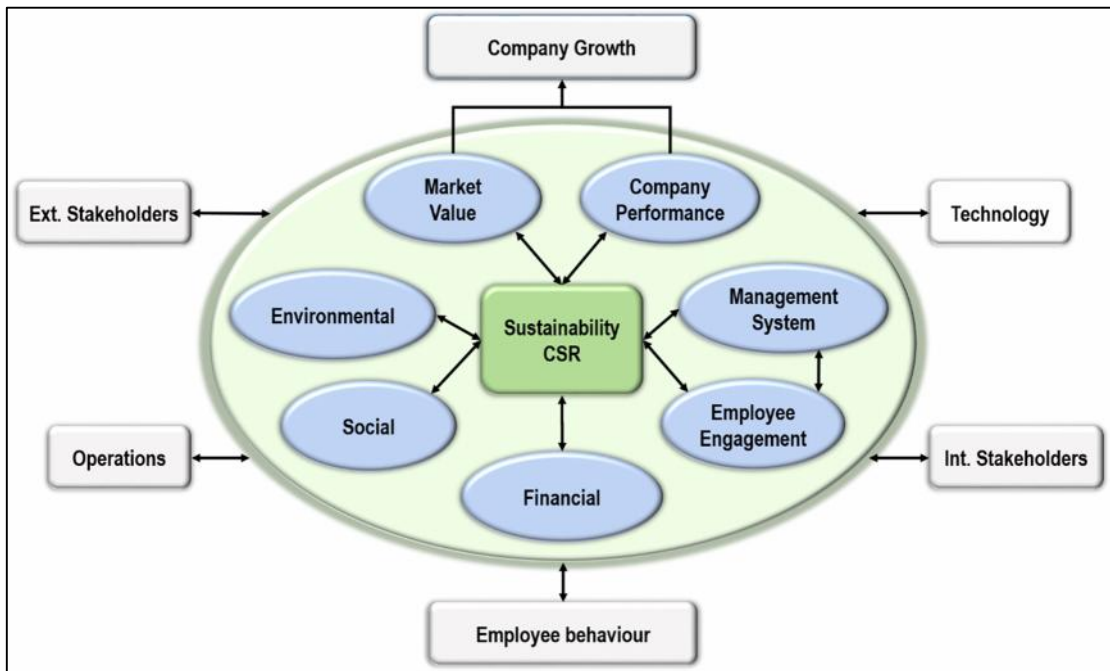 Company Growth
Market
Value
Company
Performance
Ext. Stakeholders
Technology
Environmental
Sustainability
CSR
Management
System
Social
Employee
Engagement
Operations
Int. Stakeholders
Financial
Employee behaviour